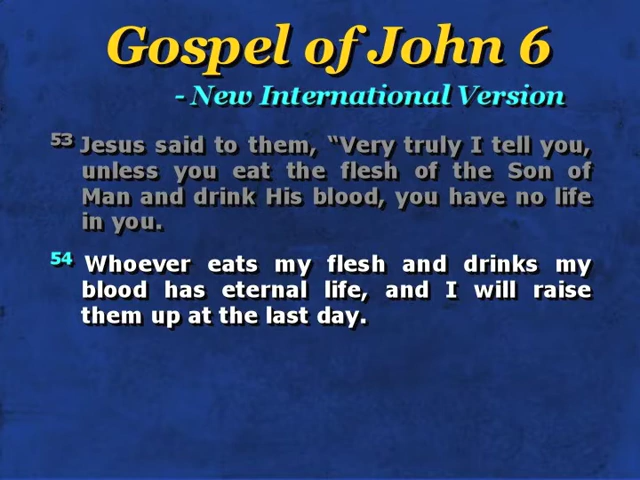 Gospel of John 6
- New International Version
53 Jesus said to them, “Very truly I tell you,
unless you eat the flesh of the Son of
Man and drink His blood, you have no life
in you.
54 Whoever eats my flesh and drinks my
blood has eternal life, and I will raise
them up at the last day.